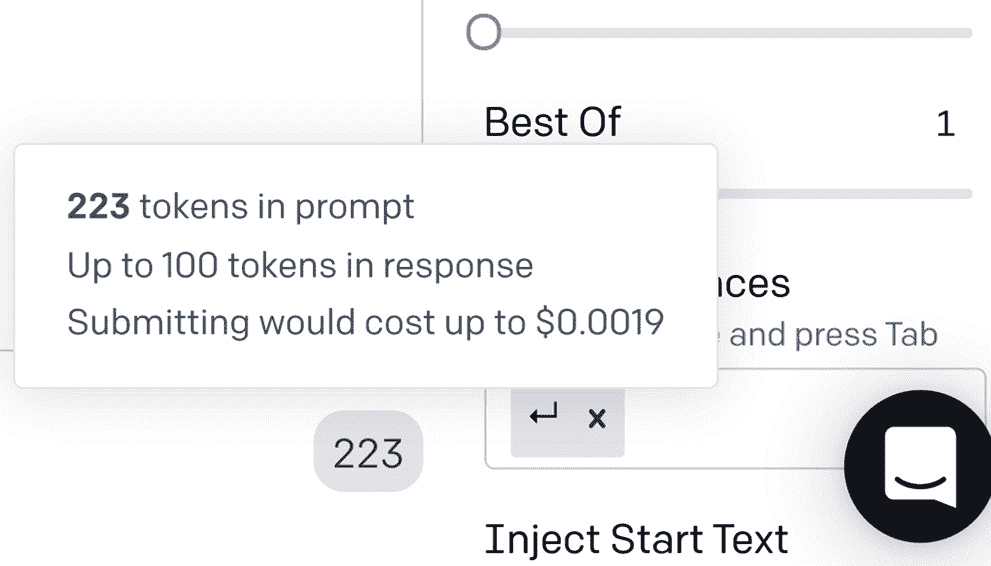 Best Of 1
223 tokens in prompt
Up to 100 tokens in response
Submitting would cost up to $0.0019
and press Tab
x
223
Inject Start Text